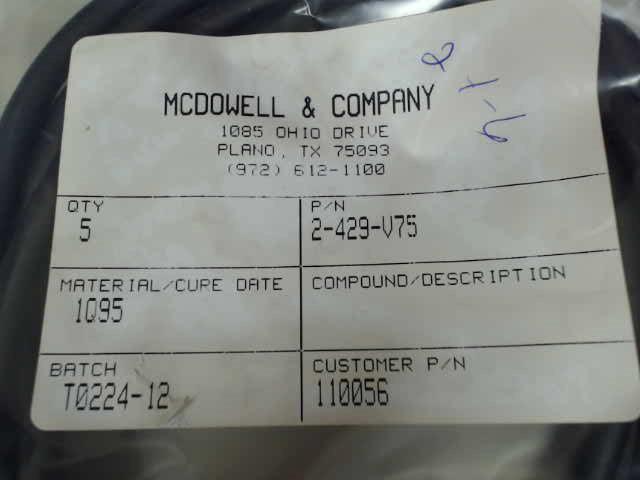 MCDOWELL & COMPANY
1085 OHIO DRIVE
PLANO, TX 75093
(972) 612-1100
QTY
5
P/N
2-429-V75
MATERIAL/CURE DATE
1Q95
COMPOUND/DESCRIPTION
BATCH
T0224-12
CUSTOMER P/N
110056